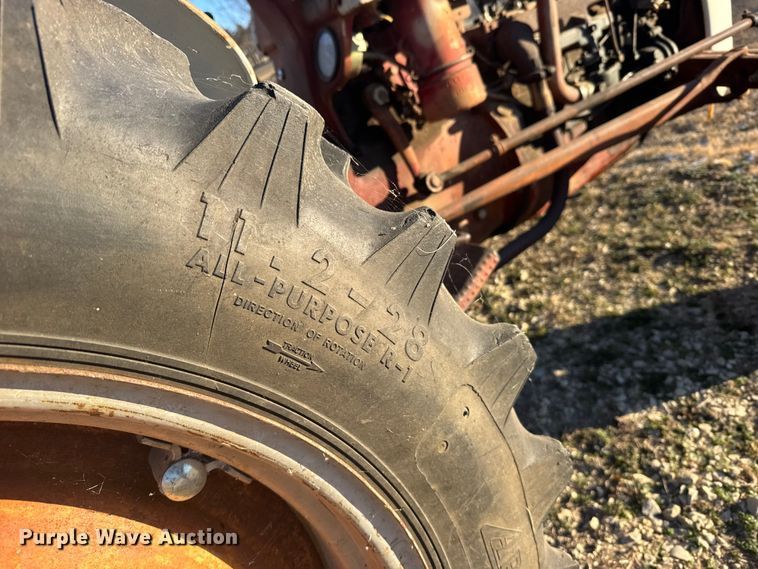 11-2-28
ALL-PURPOSE R-1
DIRECTION OF ROTATION
TRACTION
WHEEL
Purple Wave Auction